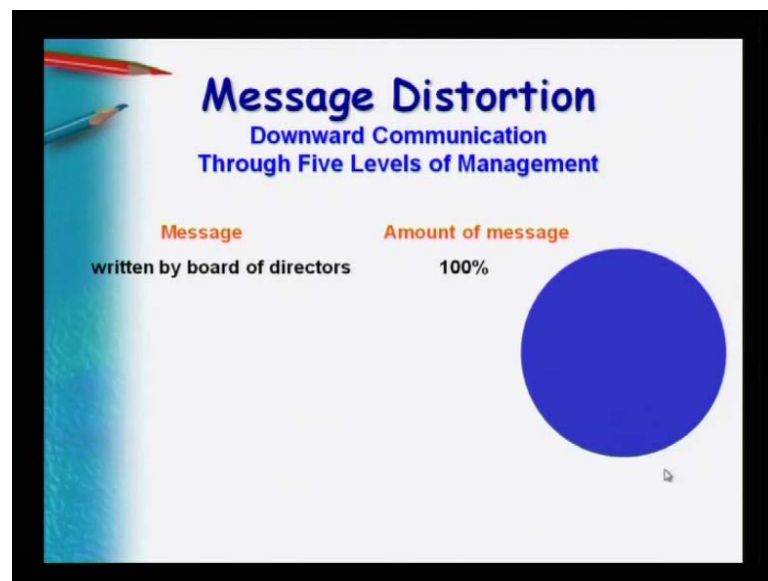 Message Distortion
Downward Communication
Through Five Levels of Management
Message Amount of message
written by board of directors 100%